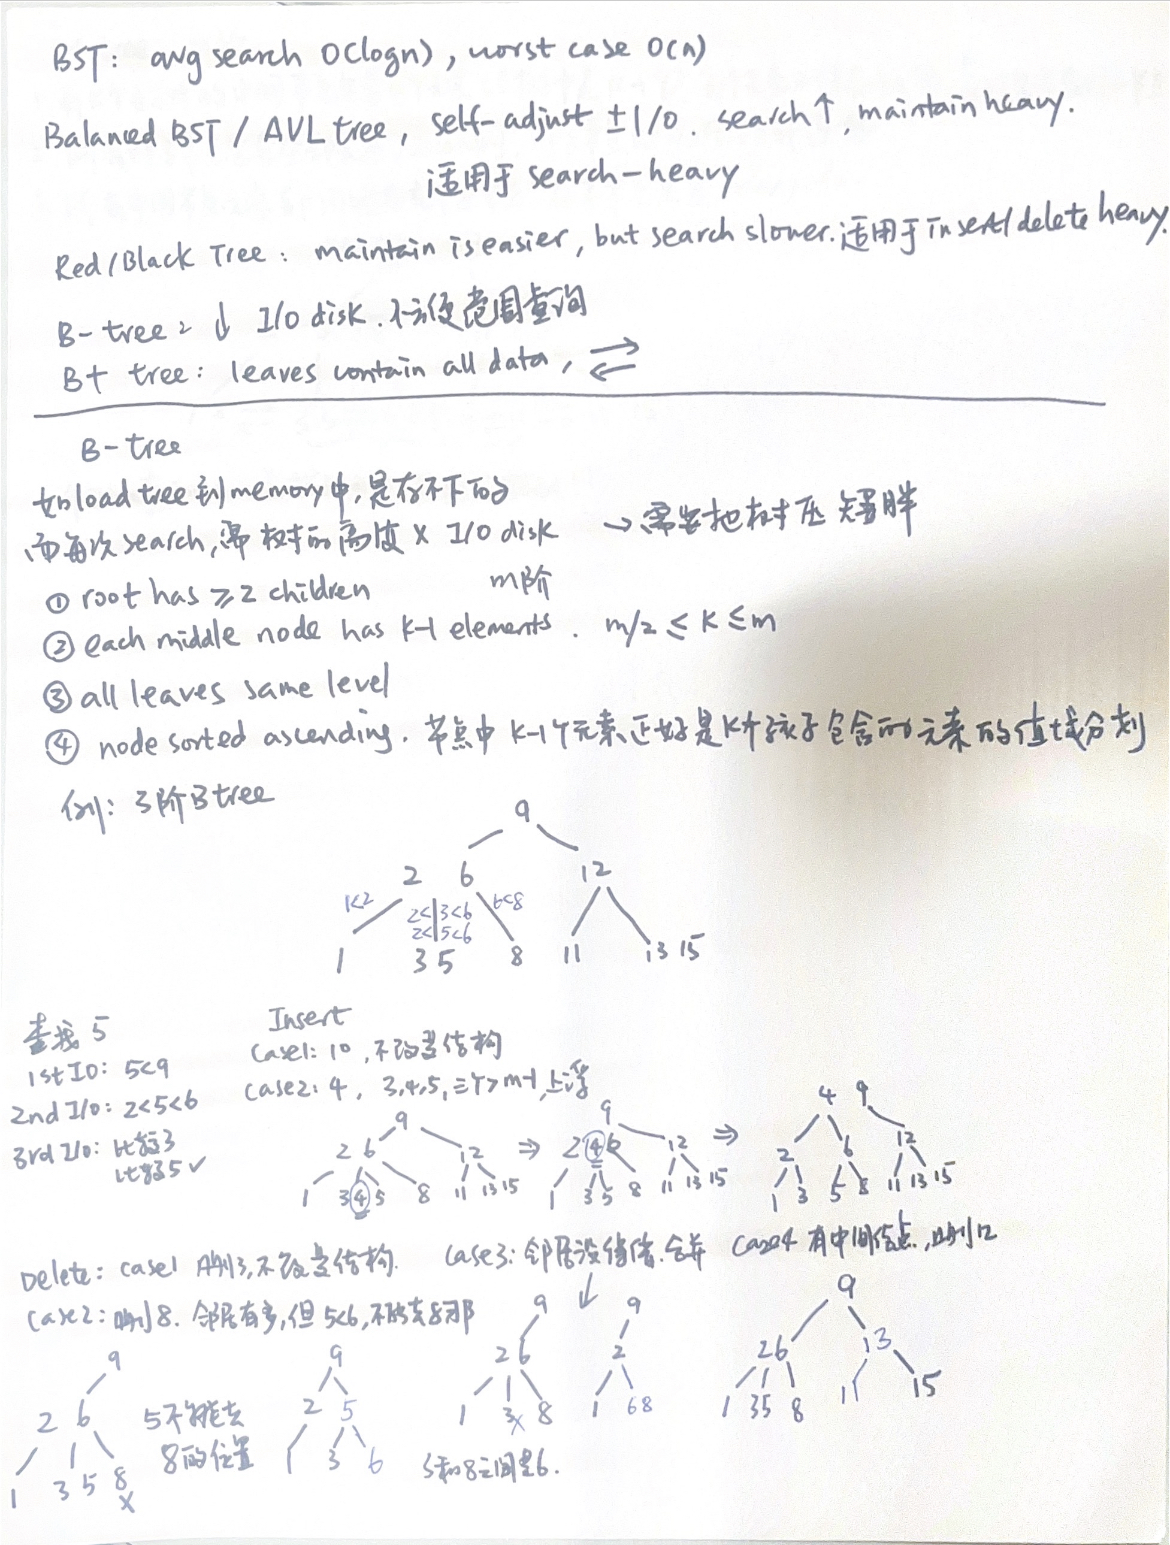 BST: avg search O(logn), worst case O(n)
Balanced BST / AVL tree, self-adjust ±1/0. search↑, maintain heavy.
适用于 search-heavy
Red/Black Tree: maintain is easier, but search slower. 适用于 insert/delete heavy.
B-tree: ↓ I/O disk. 不方便范围查询
B+ tree: leaves contain all data, ⇄
B-tree
如load tree 到 memory中, 是存不下的
而每次search, 需 树的高度 × I/O disk → 需要把树压矮胖
① root has ≥2 children m阶
② each middle node has k-1 elements. m/2 ≤ k ≤ m
③ all leaves same level
④ node sorted ascending. 节点中 k-1个元素正好是k个孩子包含的元素的值域分划
例: 3阶B tree
9
2 6 12
1<2 2< 3<6 6<8
2< 5<6
1 3 5 8 11 13 15
查找 5
1st IO: 5<9
2nd I/O: 2<5<6
3rd I/O: 比较3
比较5 ✓
Insert
Case1: 10, 不改变结构
Case2: 4, 3,4,5, 三个>m-1, 上浮
9
2 6 12
1 3 4 5 8 11 13 15
⇒
9
2 4 6 12
1 3 5 8 11 13 15
⇒
4 9
2 6 12
1 3 5 8 11 13 15
Delete: case1 删13, 不改变结构.
Case2: 删8. 邻居有多, 但 5<6, 不能去8那
9
2 6
1 3 5 8
×
5不能去
8的位置
9
2 5
1 3 6
Case3: 邻居没得借. 合并
9
2 6
1 3× 8
3和8之间是6.
9
2
1 6 8
Case4 有中间结点, 删12
9
2 6 13
1 3 5 8 11 15